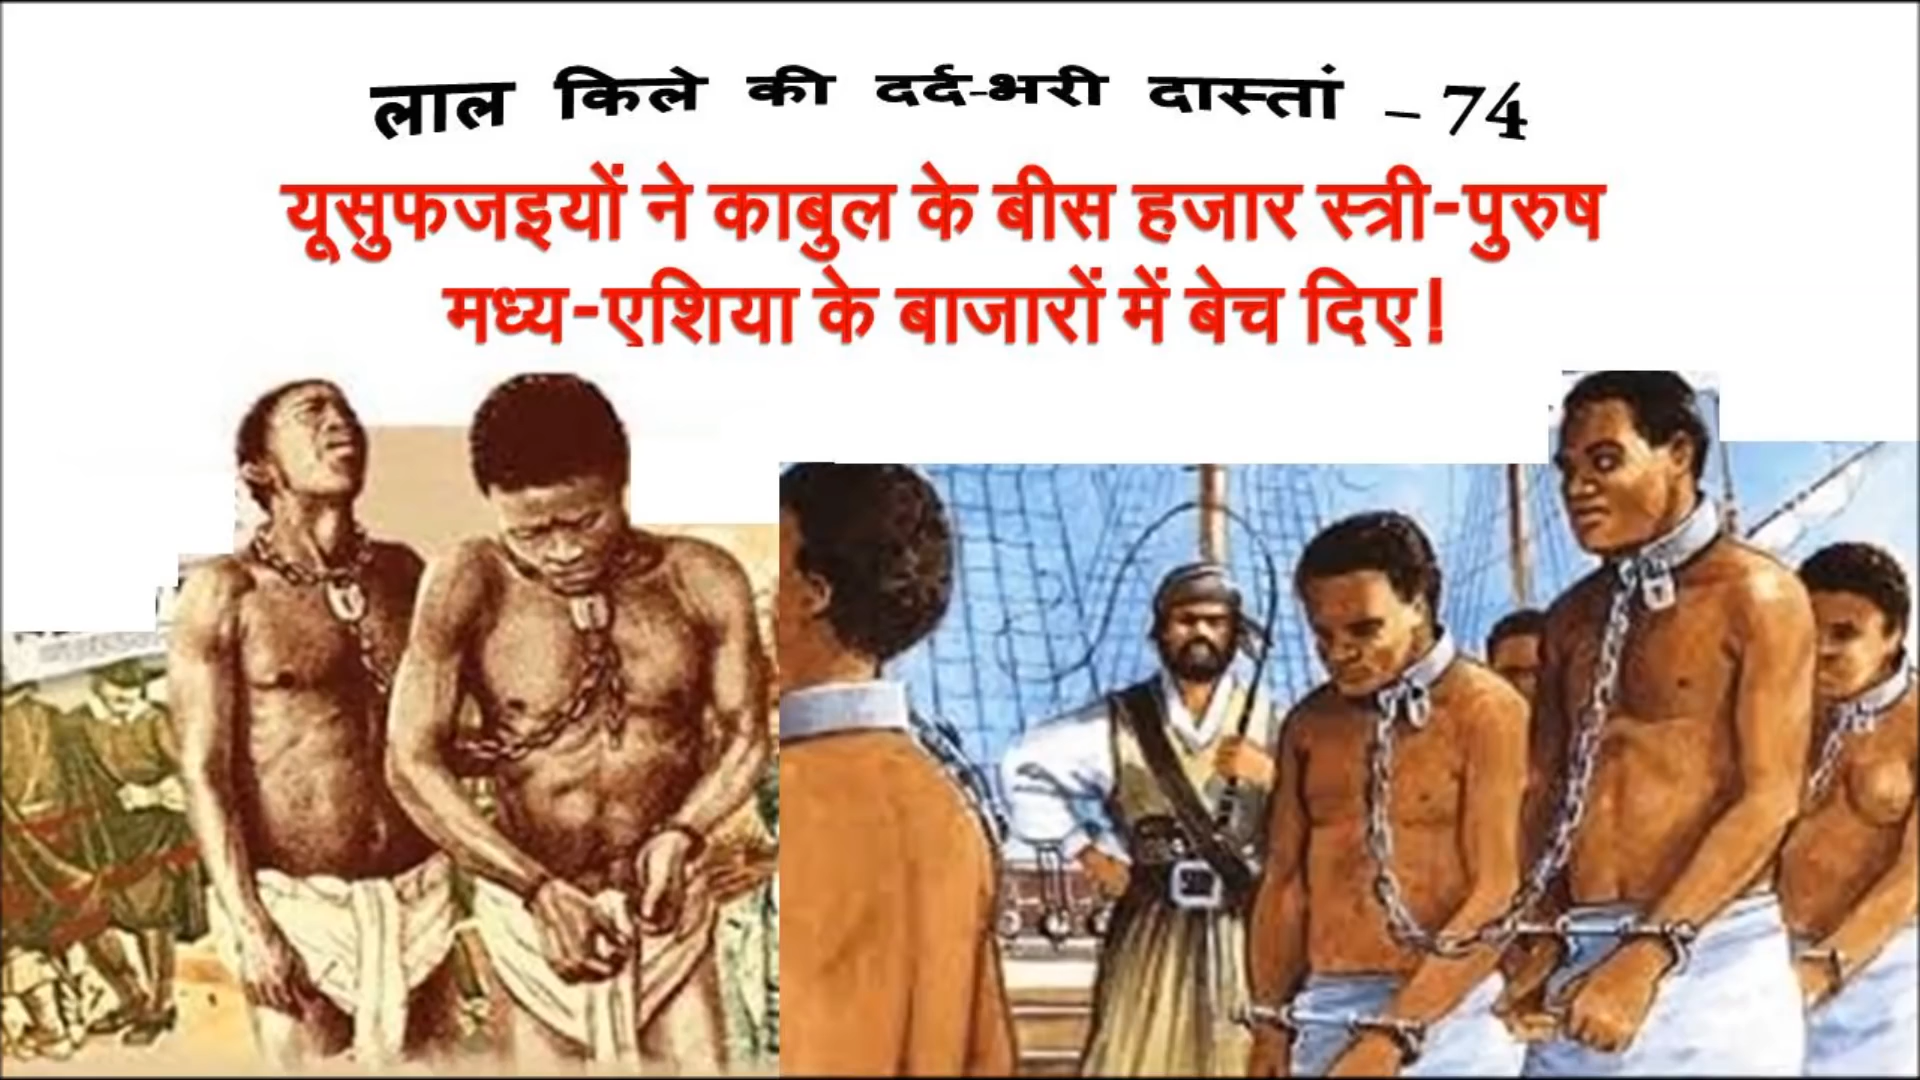 लाल किले की दर्द-भरी दास्तां - 74
यूसुफजइयों ने काबुल के बीस हजार स्त्री-पुरुष
मध्य-एशिया के बाजारों में बेच दिए!